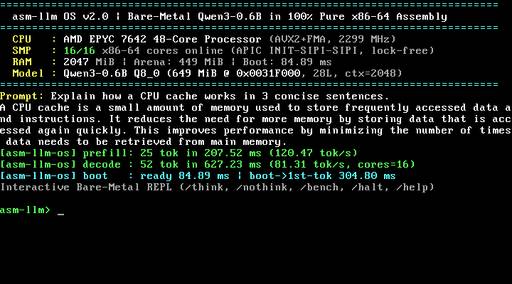 ================================================================================
asm-llm OS v2.0 | Bare-Metal Qwen3-0.6B in 100% Pure x86-64 Assembly
================================================================================
CPU : AMD EPYC 7642 48-Core Processor (AVX2+FMA, 2299 MHz)
SMP : 16/16 x86-64 cores online (APIC INIT-SIPI-SIPI, lock-free)
RAM : 2047 MiB | Arena: 449 MiB | Boot: 84.89 ms
Model : Qwen3-0.6B Q8_0 (649 MiB @ 0x0031F000, 28L, ctx=2048)
================================================================================
Prompt: Explain how a CPU cache works in 3 concise sentences.
A CPU cache is a small amount of memory used to store frequently accessed data a
nd instructions. It reduces the need for more memory by storing data that is acc
essed again quickly. This improves performance by minimizing the number of times
 data needs to be retrieved from main memory.
[asm-llm-os] prefill: 25 tok in 207.52 ms (120.47 tok/s)
[asm-llm-os] decode : 52 tok in 627.23 ms (81.31 tok/s, cores=16)
[asm-llm-os] boot : ready 84.89 ms | boot->1st-tok 304.80 ms
Interactive Bare-Metal REPL (/think, /nothink, /bench, /halt, /help)
asm-llm> _